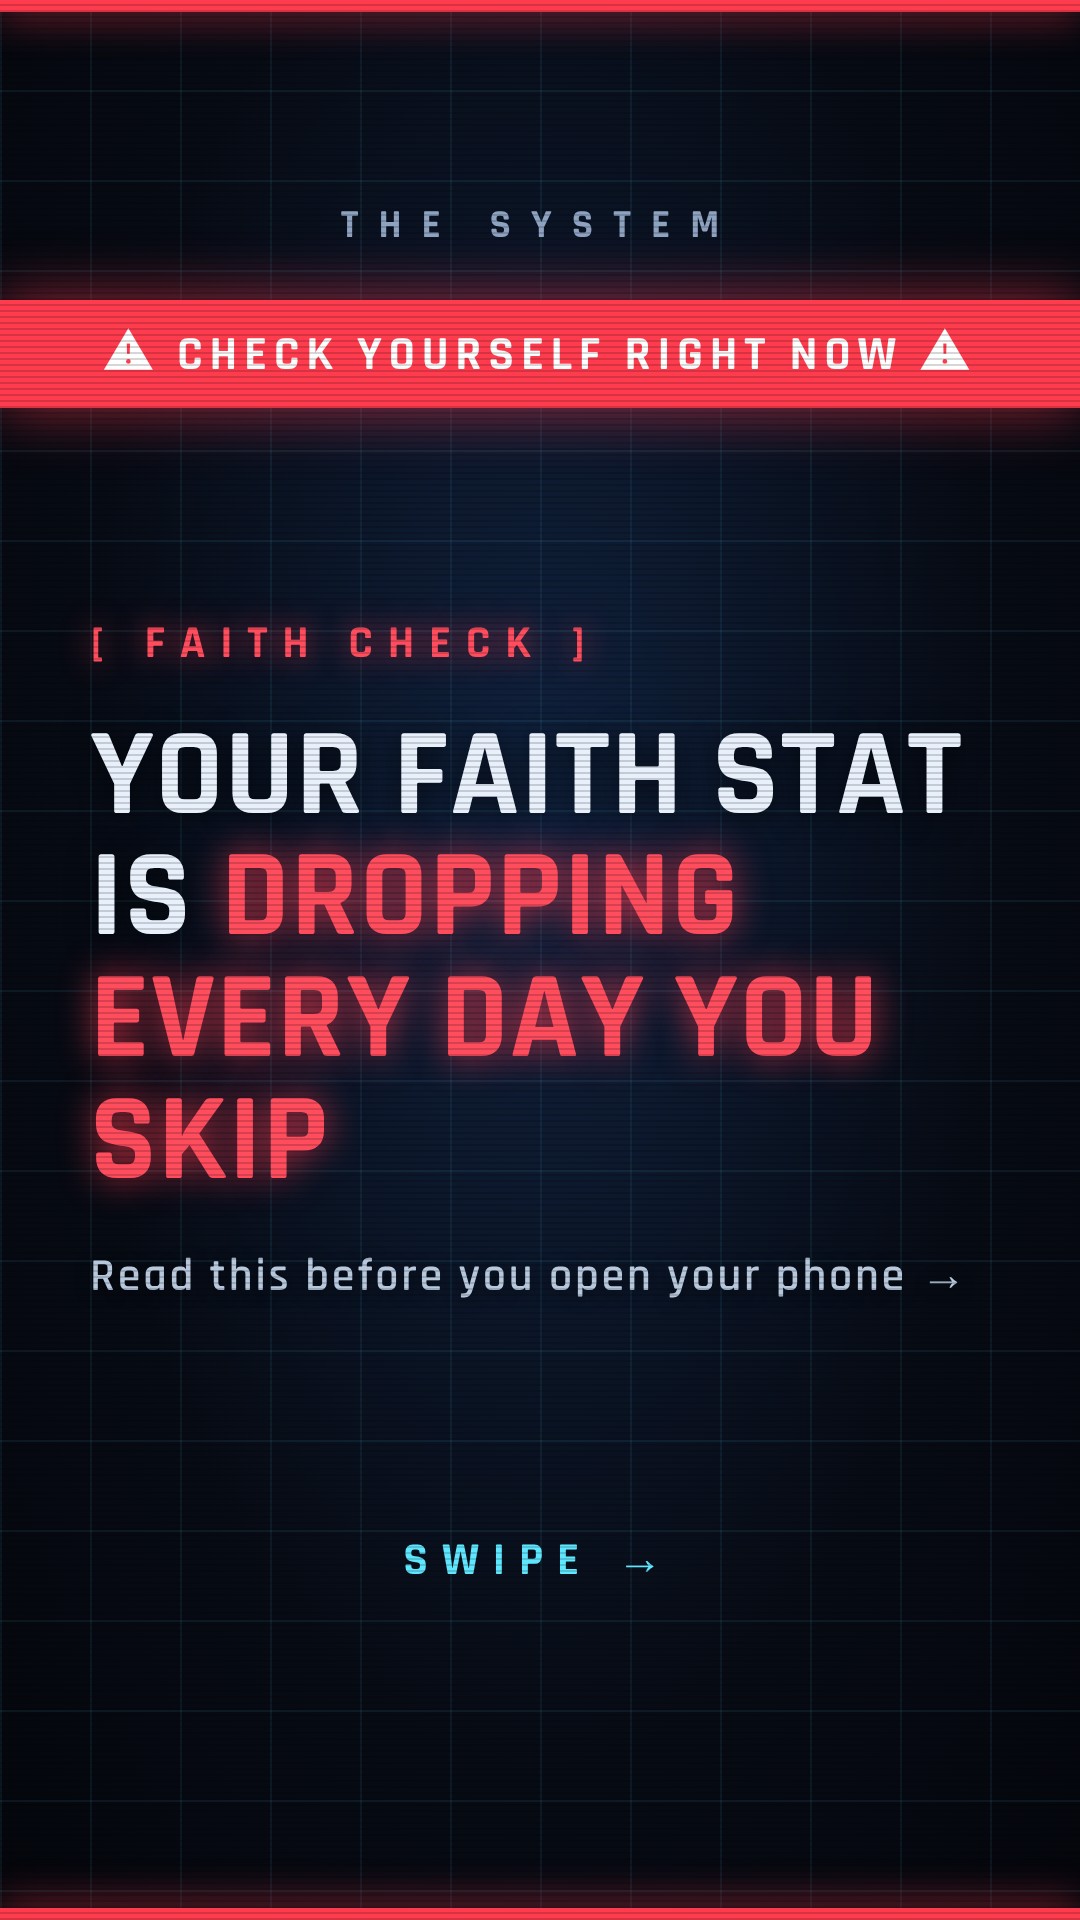 THE SYSTEM
⚠ CHECK YOURSELF RIGHT NOW ⚠
[ FAITH CHECK ]
YOUR FAITH STAT
IS DROPPING
EVERY DAY YOU
SKIP
Read this before you open your phone →
SWIPE →